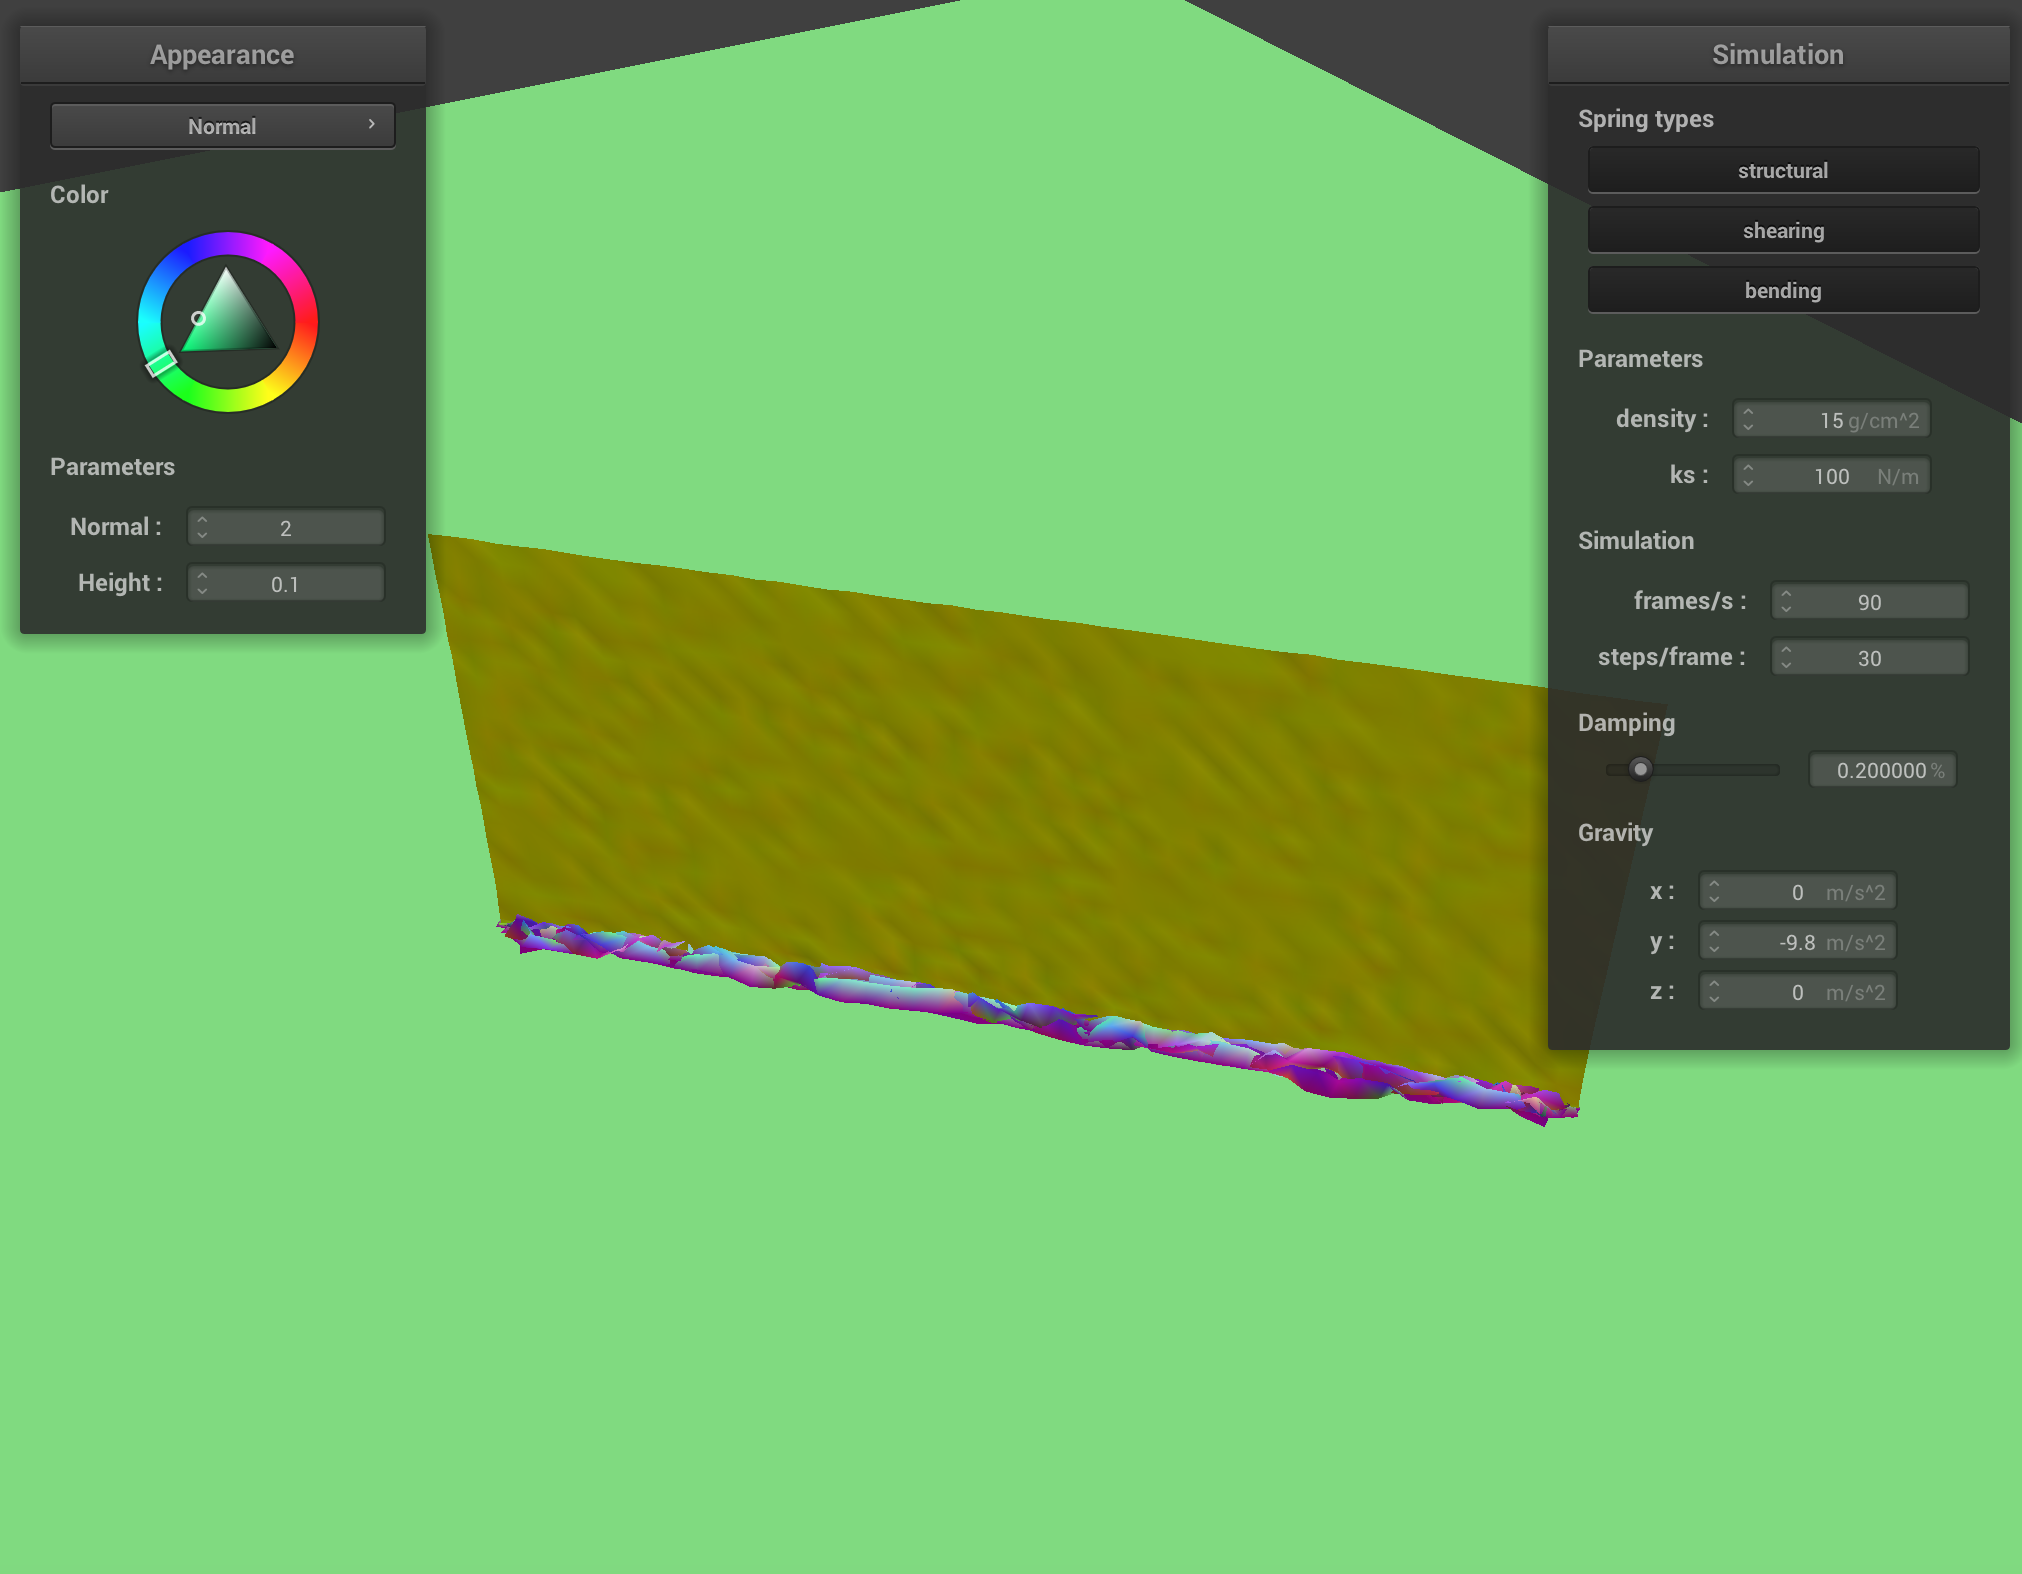 Appearance
Normal
Color
Parameters
Normal : 2
Height : 0.1
Simulation
Spring types
structural
shearing
bending
Parameters
density : 15 g/cm^2
ks : 100 N/m
Simulation
frames/s : 90
steps/frame : 30
Damping
0.200000 %
Gravity
x : 0 m/s^2
y : -9.8 m/s^2
z : 0 m/s^2